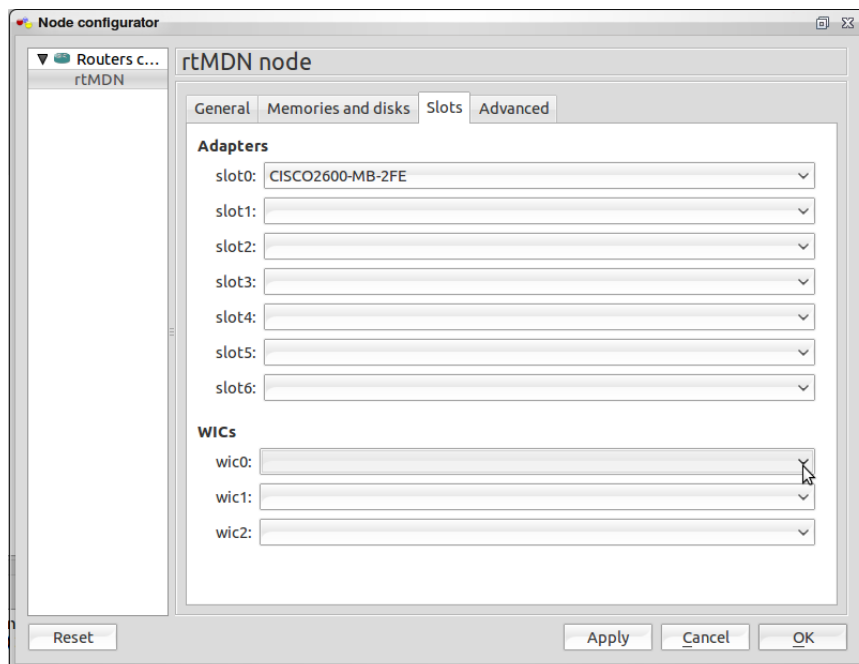 Node configurator
Routers c...
rtMDN
rtMDN node
General Memories and disks Slots Advanced
Adapters
slot0: CISCO2600-MB-2FE
slot1:
slot2:
slot3:
slot4:
slot5:
slot6:
WICs
wic0:
wic1:
wic2:
Reset Apply Cancel OK